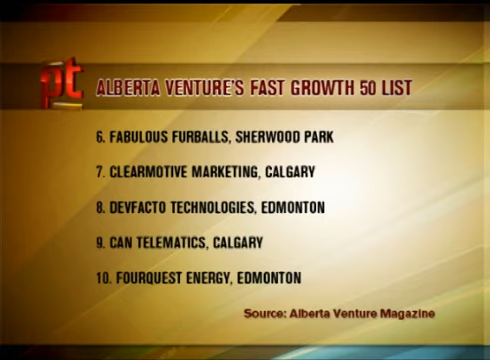 pt
ALBERTA VENTURE'S FAST GROWTH 50 LIST
6. FABULOUS FURBALLS, SHERWOOD PARK
7. CLEARMOTIVE MARKETING, CALGARY
8. DEVFACTO TECHNOLOGIES, EDMONTON
9. CAN TELEMATICS, CALGARY
10. FOURQUEST ENERGY, EDMONTON
Source: Alberta Venture Magazine